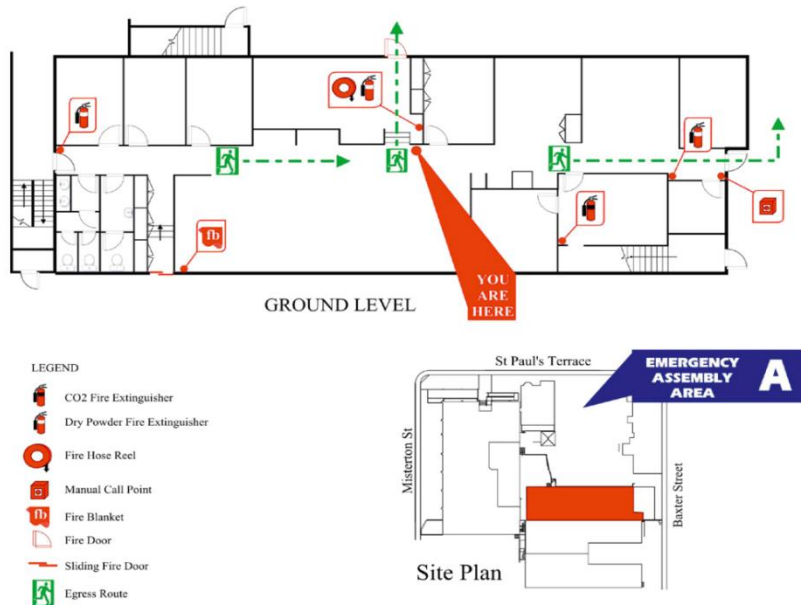 fb
YOU
ARE
HERE
GROUND LEVEL
LEGEND
CO2 Fire Extinguisher
Dry Powder Fire Extinguisher
Fire Hose Reel
Manual Call Point
fb
Fire Blanket
Fire Door
Sliding Fire Door
Egress Route
St Paul's Terrace
EMERGENCY
ASSEMBLY
AREA
A
Misterton St
Baxter Street
Site Plan